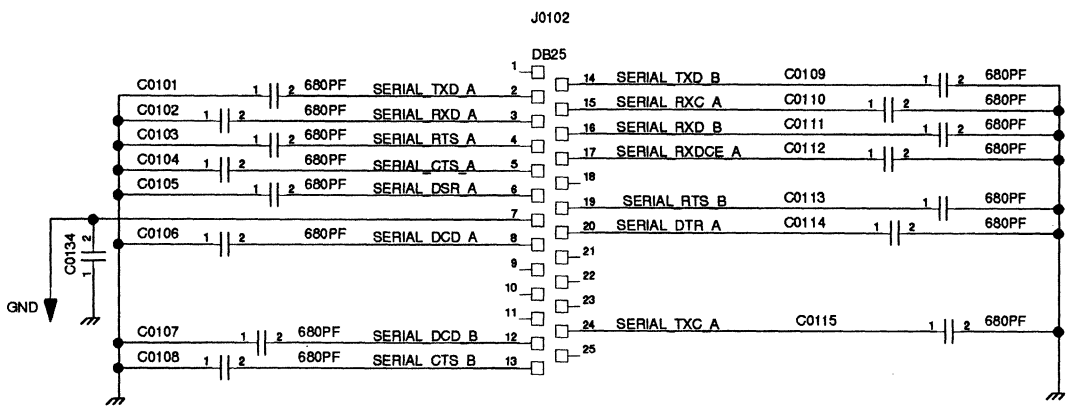 J0102
DB25
1
C0101 1 2 680PF SERIAL_TXD_A 2
14 SERIAL_TXD_B C0109 1 2 680PF
C0102 1 2 680PF SERIAL_RXD_A 3
15 SERIAL_RXC_A C0110 1 2 680PF
C0103 1 2 680PF SERIAL_RTS_A 4
16 SERIAL_RXD_B C0111 1 2 680PF
C0104 1 2 680PF SERIAL_CTS_A 5
17 SERIAL_RXDCE_A C0112 1 2 680PF
C0105 1 2 680PF SERIAL_DSR_A 6
18
7
19 SERIAL_RTS_B C0113 1 2 680PF
C0134 1 2
C0106 1 2 680PF SERIAL_DCD_A 8
20 SERIAL_DTR_A C0114 1 2 680PF
9
21
10
22
GND
11
23
C0107 1 2 680PF SERIAL_DCD_B 12
24 SERIAL_TXC_A C0115 1 2 680PF
C0108 1 2 680PF SERIAL_CTS_B 13
25